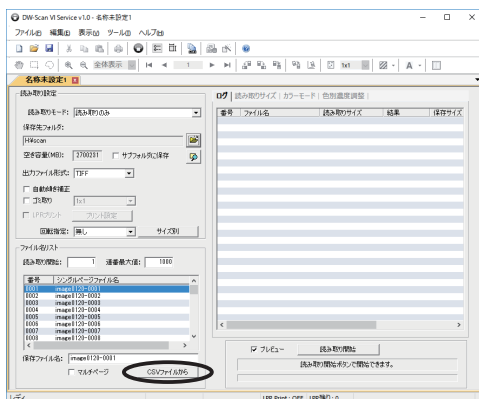 DW-Scan VI Service v1.0 - 名称未設定1
ファイル(F) 編集(E) 表示(V) ツール(T) ヘルプ(H)
全体表示 1 1x1 A
名称未設定1
読み取り設定
読み取りモード: 読み取りのみ
保存先フォルダ:
H:¥scan
空き容量(MB): 2700281 サブフォルダに保存
出力ファイル形式: TIFF
自動傾き補正
ゴミ取り 1x1
LPRプリント プリント設定
回転指定: 無し サイズ別
ファイル名リスト
読み取り開始: 1 連番最大値: 1000
番号 シングルページファイル名
0001 image0120-0001
0002 image0120-0002
0003 image0120-0003
0004 image0120-0004
0005 image0120-0005
0006 image0120-0006
0007 image0120-0007
0008 image0120-0008
保存ファイル名: image0120-0001
マルチページ CSVファイルから
ログ 読み取りサイズ カラーモード 色別濃度調整
番号 ファイル名 読み取りサイズ 結果 保存サイズ
プレビュー 読み取り開始
読み取り開始ボタンで開始できます。
レディ LPR Print : OFF LPR残り: 0